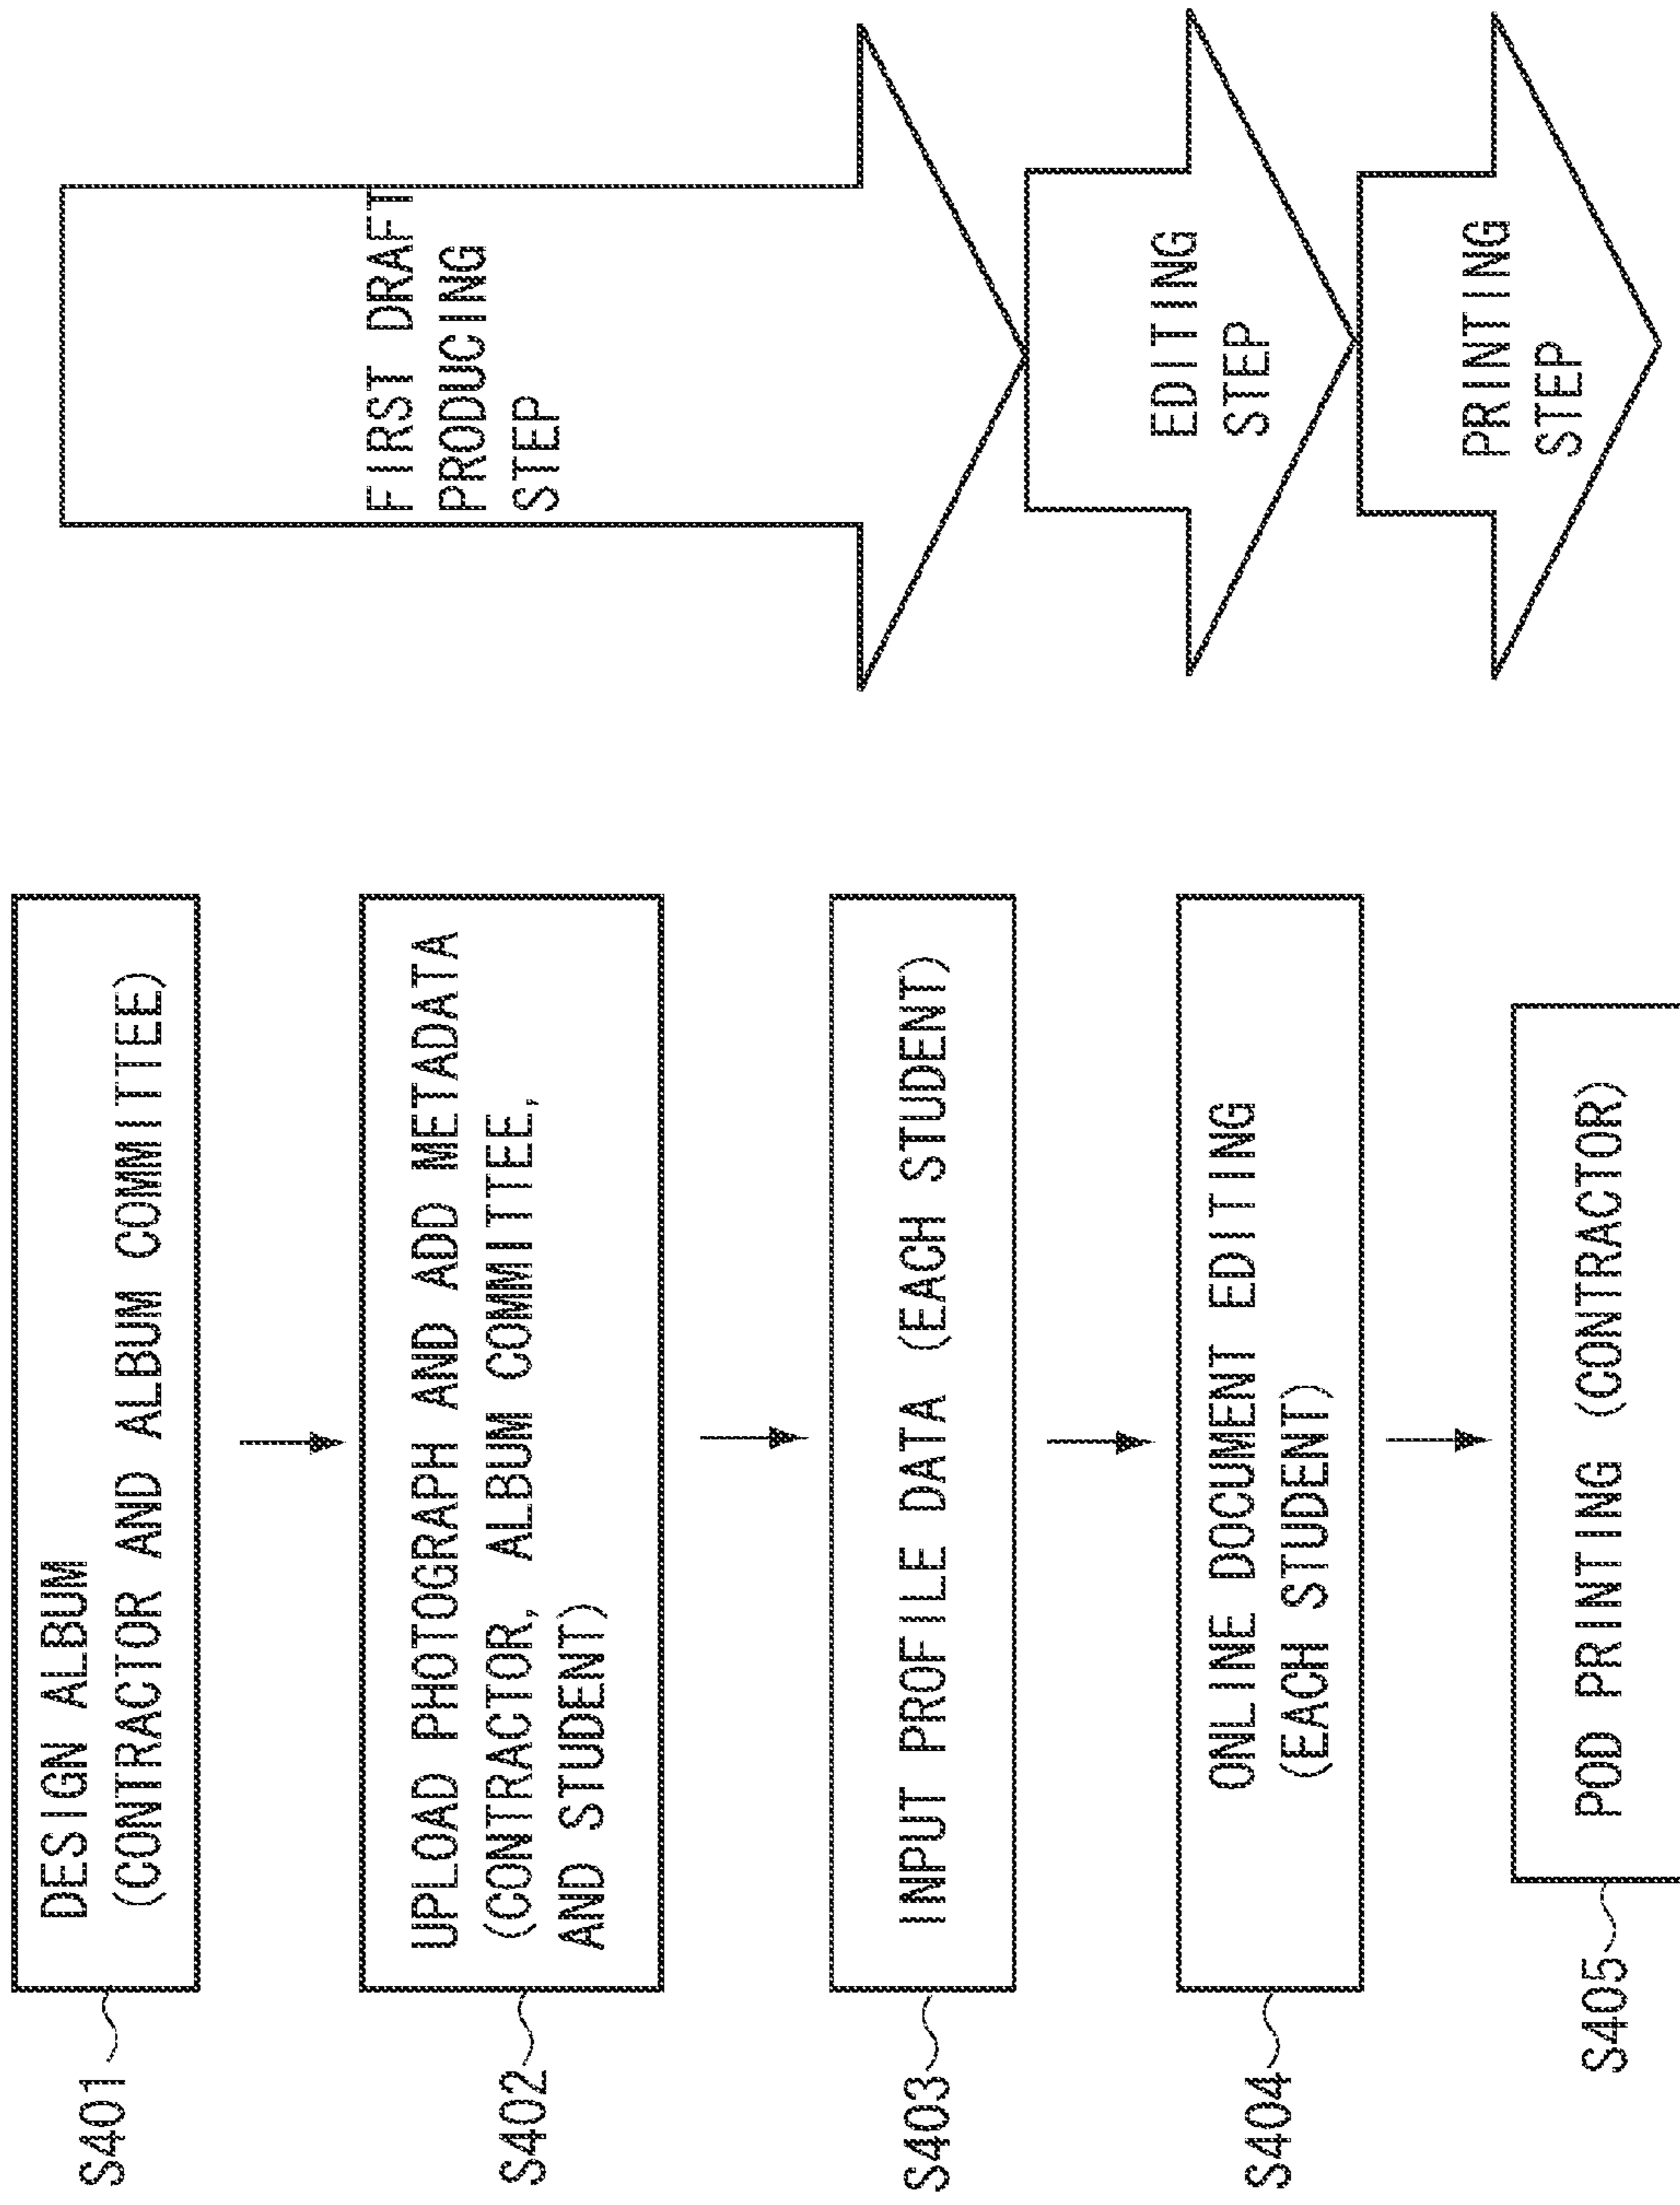 S401
DESIGN ALBUM
(CONTRACTOR AND ALBUM COMMITTEE)
S402
UPLOAD PHOTOGRAPH AND ADD METADATA
(CONTRACTOR, ALBUM COMMITTEE,
AND STUDENT)
S403
INPUT PROFILE DATA (EACH STUDENT)
S404
ONLINE DOCUMENT EDITING
(EACH STUDENT)
S405
POD PRINTING (CONTRACTOR)
FIRST DRAFT
PRODUCING
STEP
EDITING
STEP
PRINTING
STEP